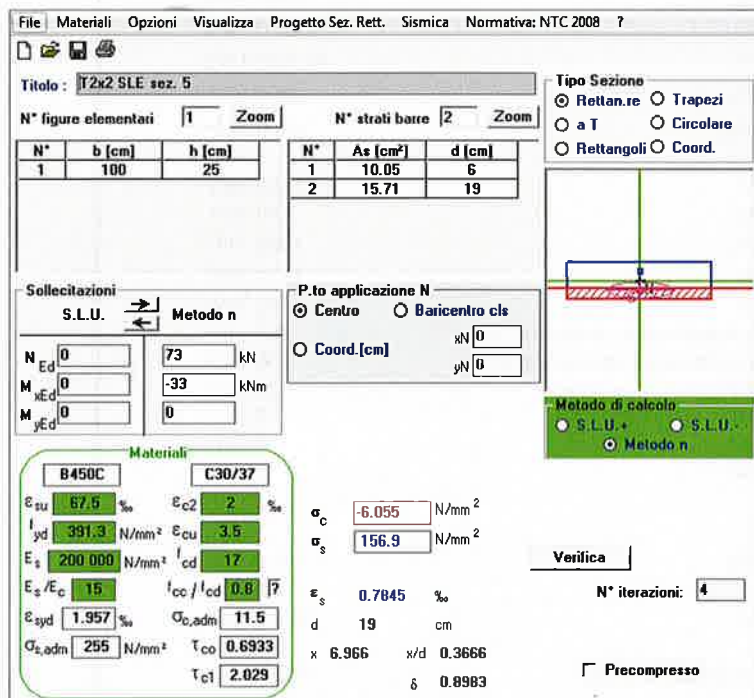 File Materiali Opzioni Visualizza Progetto Sez. Rett. Sismica Normativa: NTC 2008 ?
Titolo : T2x2 SLE sez. 5
N° figure elementari 1 Zoom
N° b [cm] h [cm]
1 100 25
N° strati barre 2 Zoom
N° As [cm²] d [cm]
1 10.05 6
2 15.71 19
Tipo Sezione
Rettan.re Trapezi
a T Circolare
Rettangoli Coord.
Sollecitazioni
S.L.U. Metodo n
N Ed 0 73 kN
M xEd 0 -33 kNm
M yEd 0 0
P.to applicazione N
Centro Baricentro cls
Coord.[cm] xN 0
yN 0
Metodo di calcolo
S.L.U.+ S.L.U.-
Metodo n
Materiali
B450C C30/37
εsu 67.5 ‰ εc2 2 ‰
fyd 391.3 N/mm² εcu 3.5
Es 200 000 N/mm² fcd 17
Es/Ec 15 fcc/fcd 0.8 ?
εsyd 1.957 ‰ σc,adm 11.5
σs,adm 255 N/mm² τco 0.6933
τc1 2.029
σc -6.055 N/mm²
σs 156.9 N/mm²
εs 0.7845 ‰
d 19 cm
x 6.966 x/d 0.3666
δ 0.8983
Verifica
N° iterazioni: 4
Precompresso